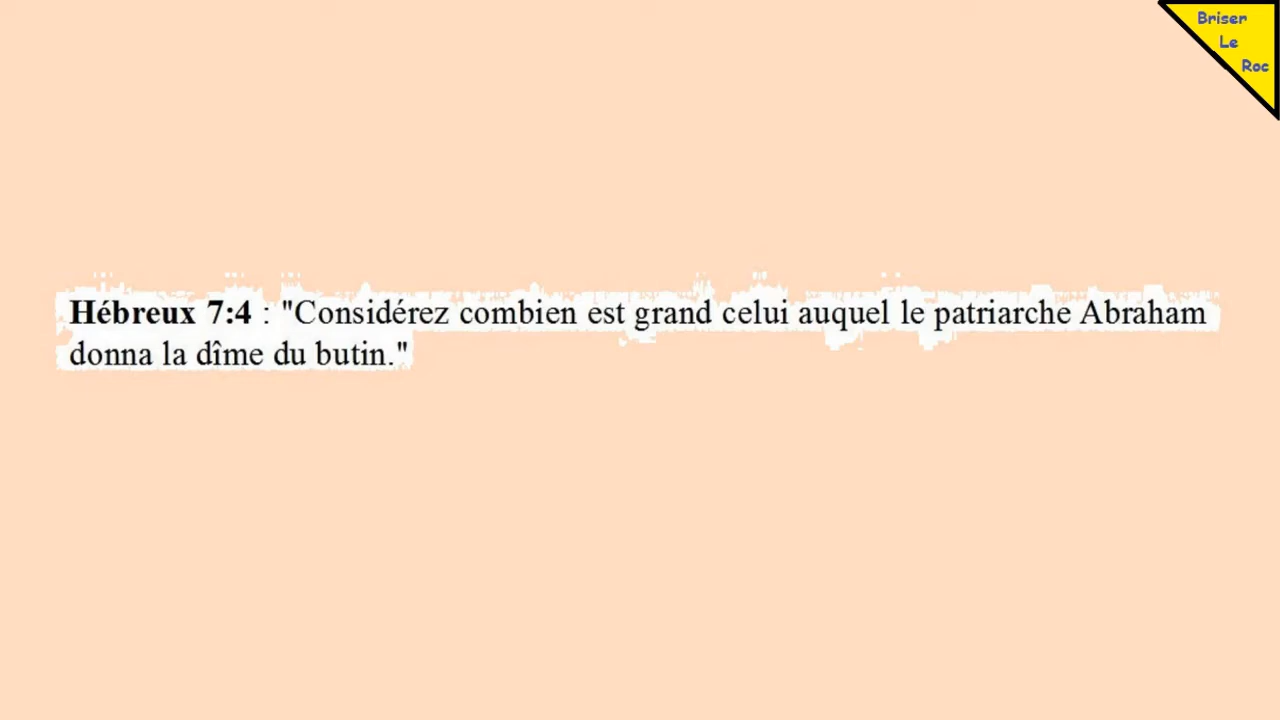 Briser
Le
Roc
Hébreux 7:4 : "Considérez combien est grand celui auquel le patriarche Abraham
donna la dîme du butin."